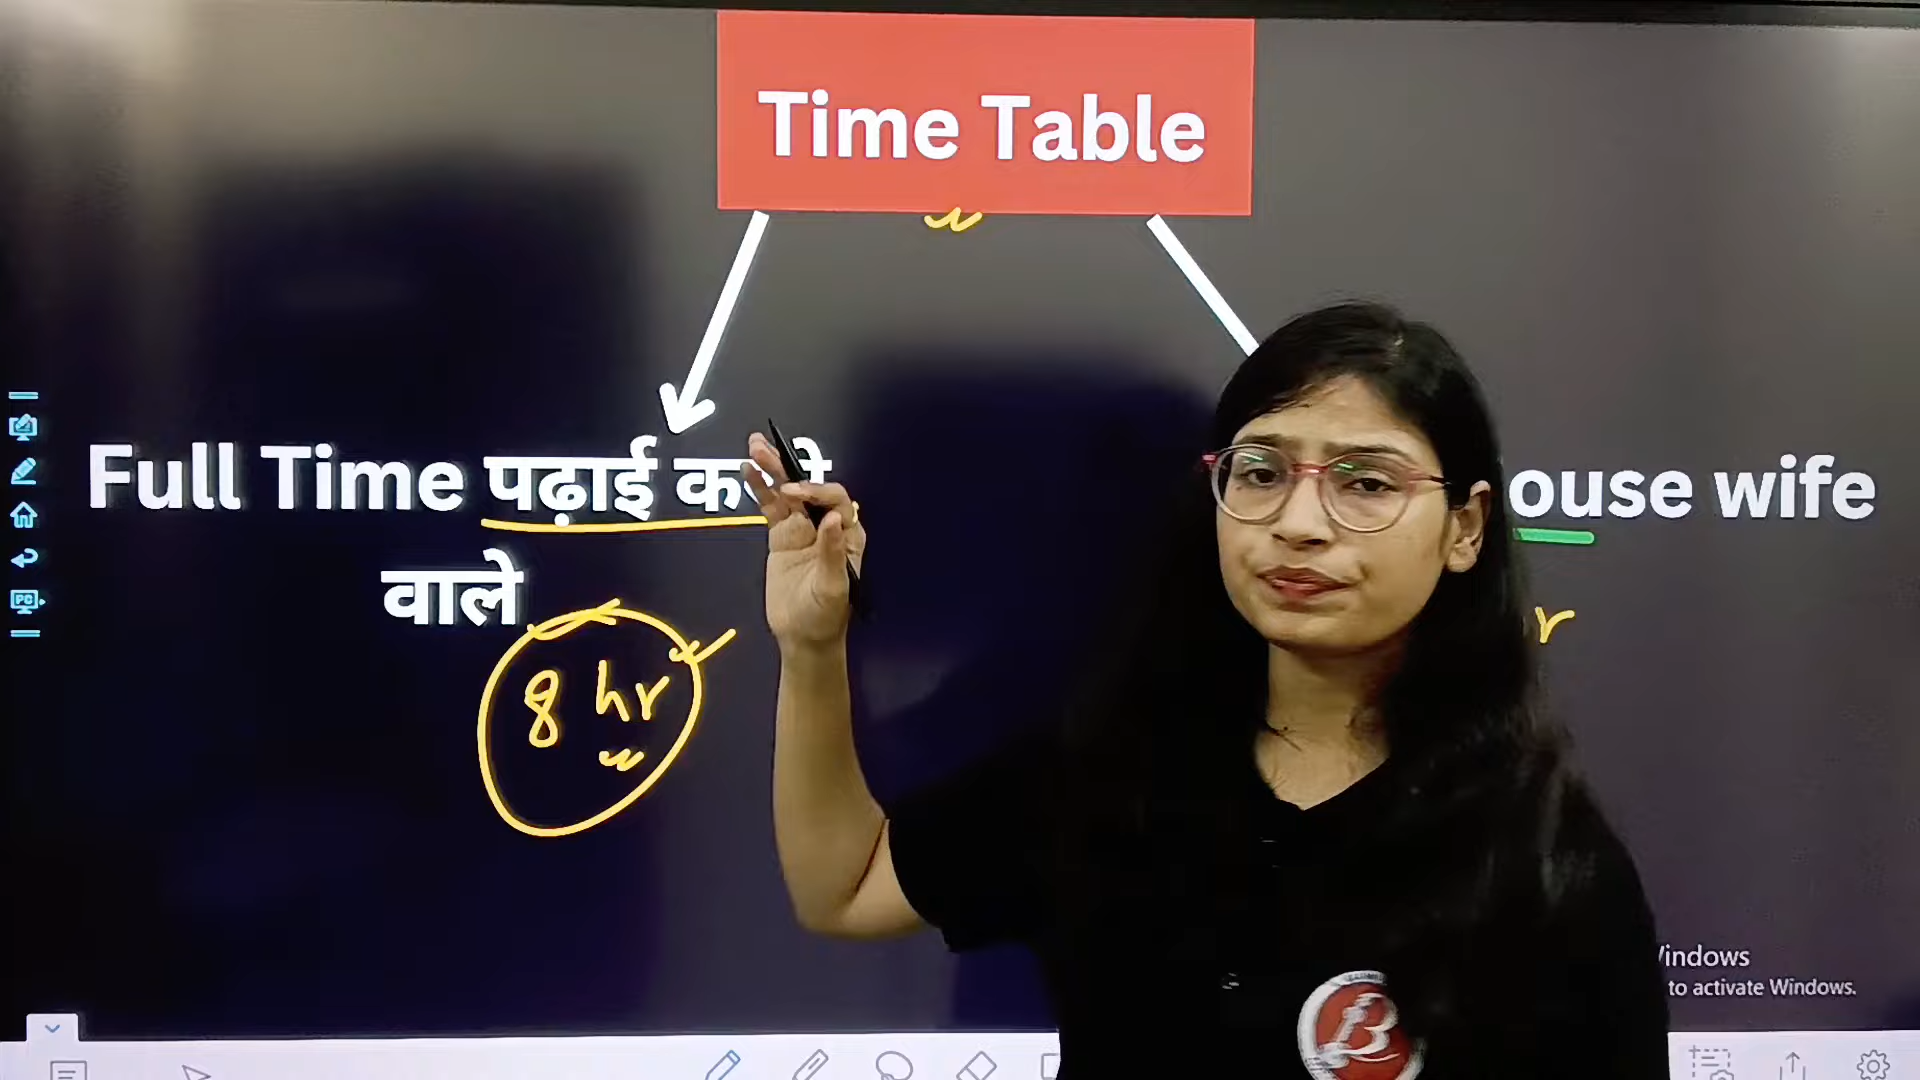 Time Table
Full Time पढ़ाई
वाले
8 hr
ouse wife
r
indows
to activate Windows.